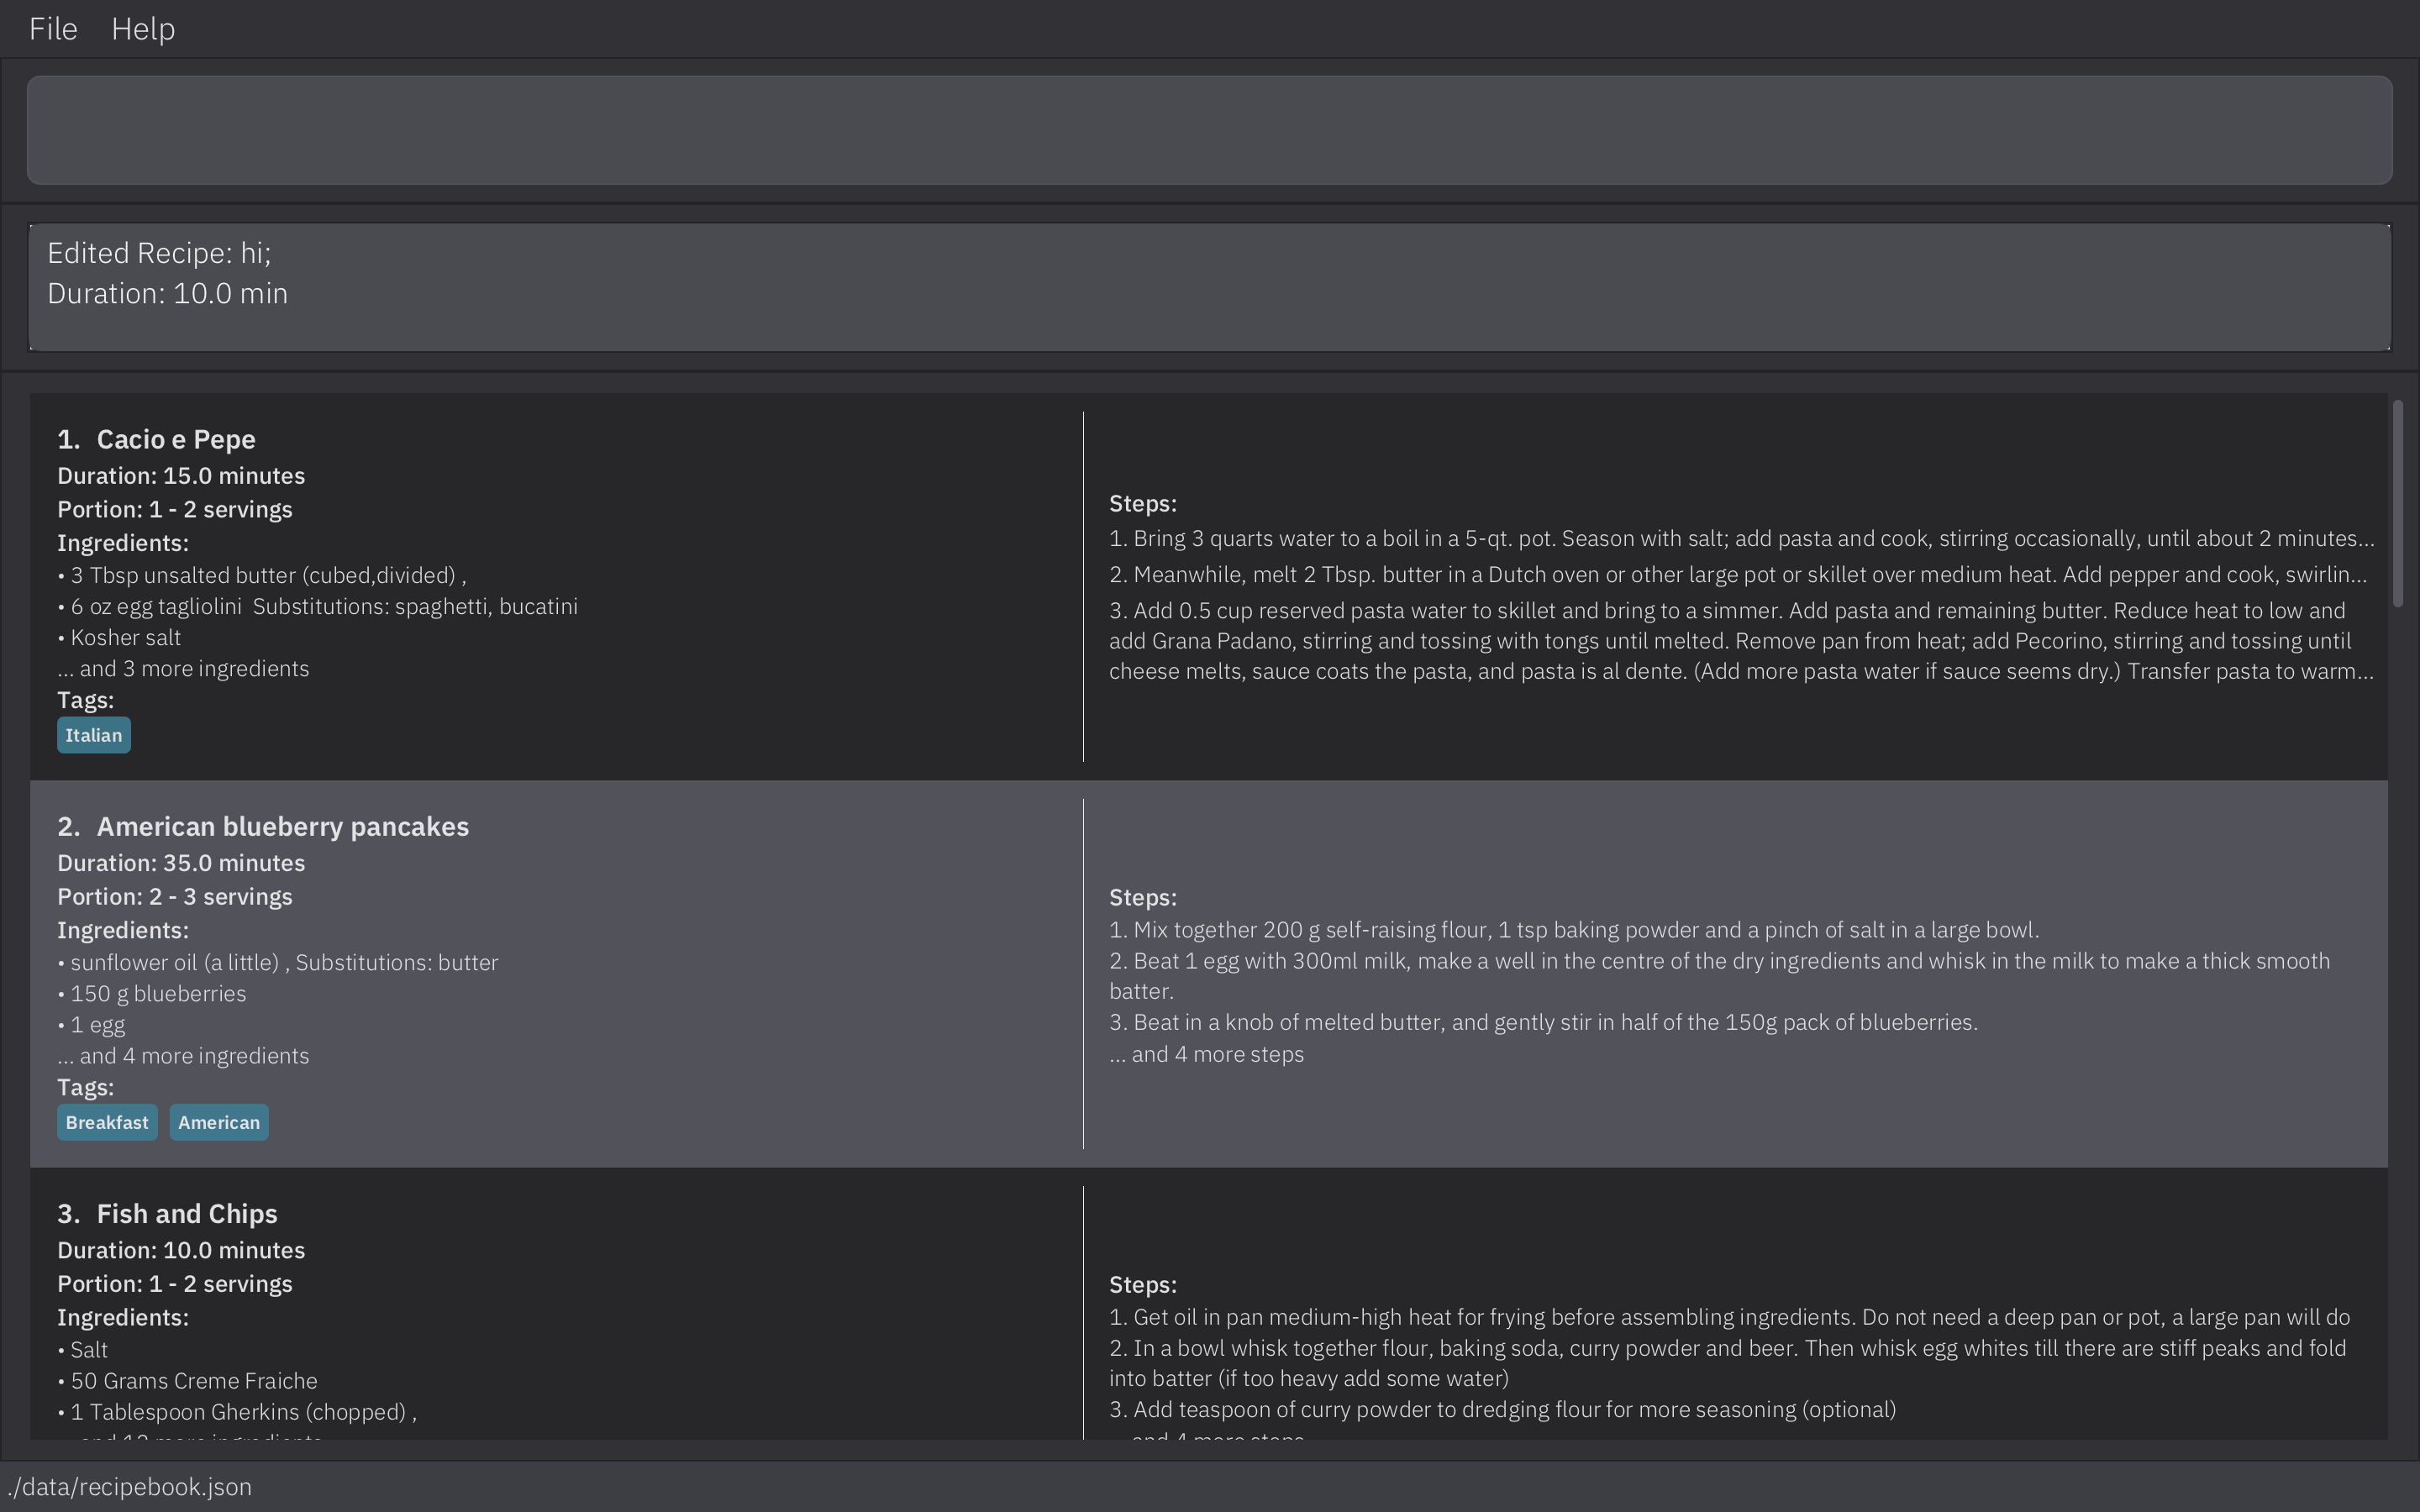 File Help
Edited Recipe: hi;
Duration: 10.0 min
1. Cacio e Pepe
Duration: 15.0 minutes
Portion: 1 - 2 servings
Ingredients:
• 3 Tbsp unsalted butter (cubed,divided) ,
• 6 oz egg tagliolini  Substitutions: spaghetti, bucatini
• Kosher salt
... and 3 more ingredients
Tags:
Italian
Steps:
1. Bring 3 quarts water to a boil in a 5-qt. pot. Season with salt; add pasta and cook, stirring occasionally, until about 2 minutes...
2. Meanwhile, melt 2 Tbsp. butter in a Dutch oven or other large pot or skillet over medium heat. Add pepper and cook, swirlin...
3. Add 0.5 cup reserved pasta water to skillet and bring to a simmer. Add pasta and remaining butter. Reduce heat to low and
add Grana Padano, stirring and tossing with tongs until melted. Remove pan from heat; add Pecorino, stirring and tossing until
cheese melts, sauce coats the pasta, and pasta is al dente. (Add more pasta water if sauce seems dry.) Transfer pasta to warm...
2. American blueberry pancakes
Duration: 35.0 minutes
Portion: 2 - 3 servings
Ingredients:
• sunflower oil (a little) , Substitutions: butter
• 150 g blueberries
• 1 egg
... and 4 more ingredients
Tags:
Breakfast American
Steps:
1. Mix together 200 g self-raising flour, 1 tsp baking powder and a pinch of salt in a large bowl.
2. Beat 1 egg with 300ml milk, make a well in the centre of the dry ingredients and whisk in the milk to make a thick smooth
batter.
3. Beat in a knob of melted butter, and gently stir in half of the 150g pack of blueberries.
... and 4 more steps
3. Fish and Chips
Duration: 10.0 minutes
Portion: 1 - 2 servings
Ingredients:
• Salt
• 50 Grams Creme Fraiche
• 1 Tablespoon Gherkins (chopped) ,
Steps:
1. Get oil in pan medium-high heat for frying before assembling ingredients. Do not need a deep pan or pot, a large pan will do
2. In a bowl whisk together flour, baking soda, curry powder and beer. Then whisk egg whites till there are stiff peaks and fold
into batter (if too heavy add some water)
3. Add teaspoon of curry powder to dredging flour for more seasoning (optional)
./data/recipebook.json